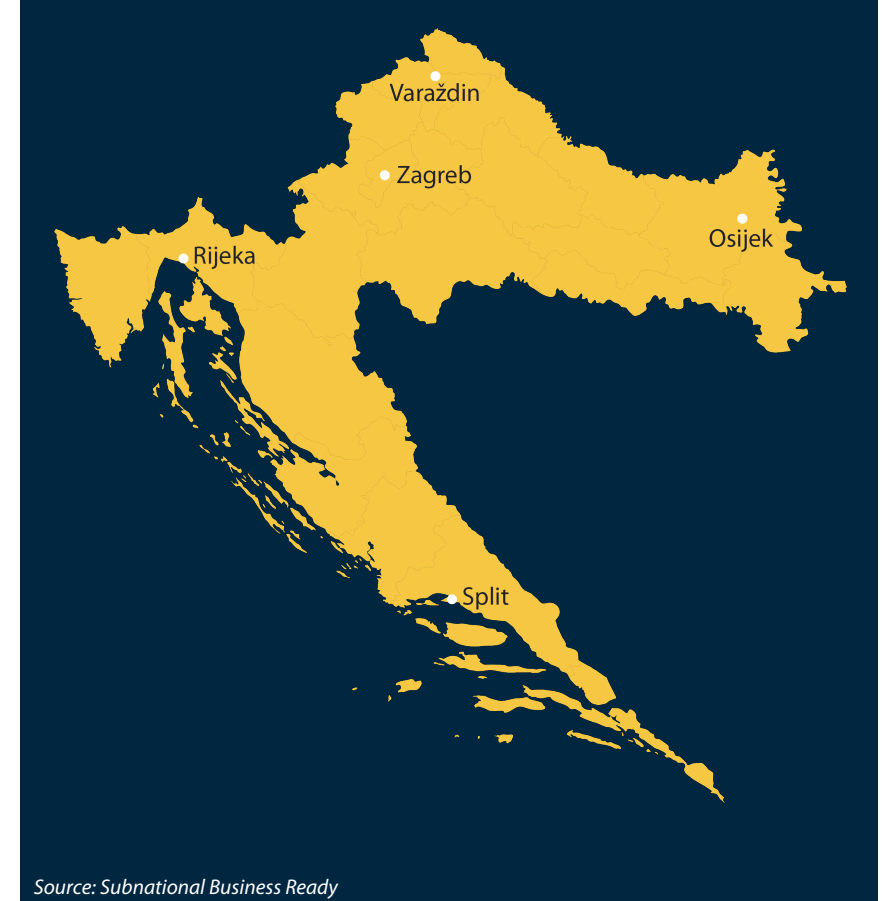 Varaždin
Zagreb
Osijek
Rijeka
Split
Source: Subnational Business Ready